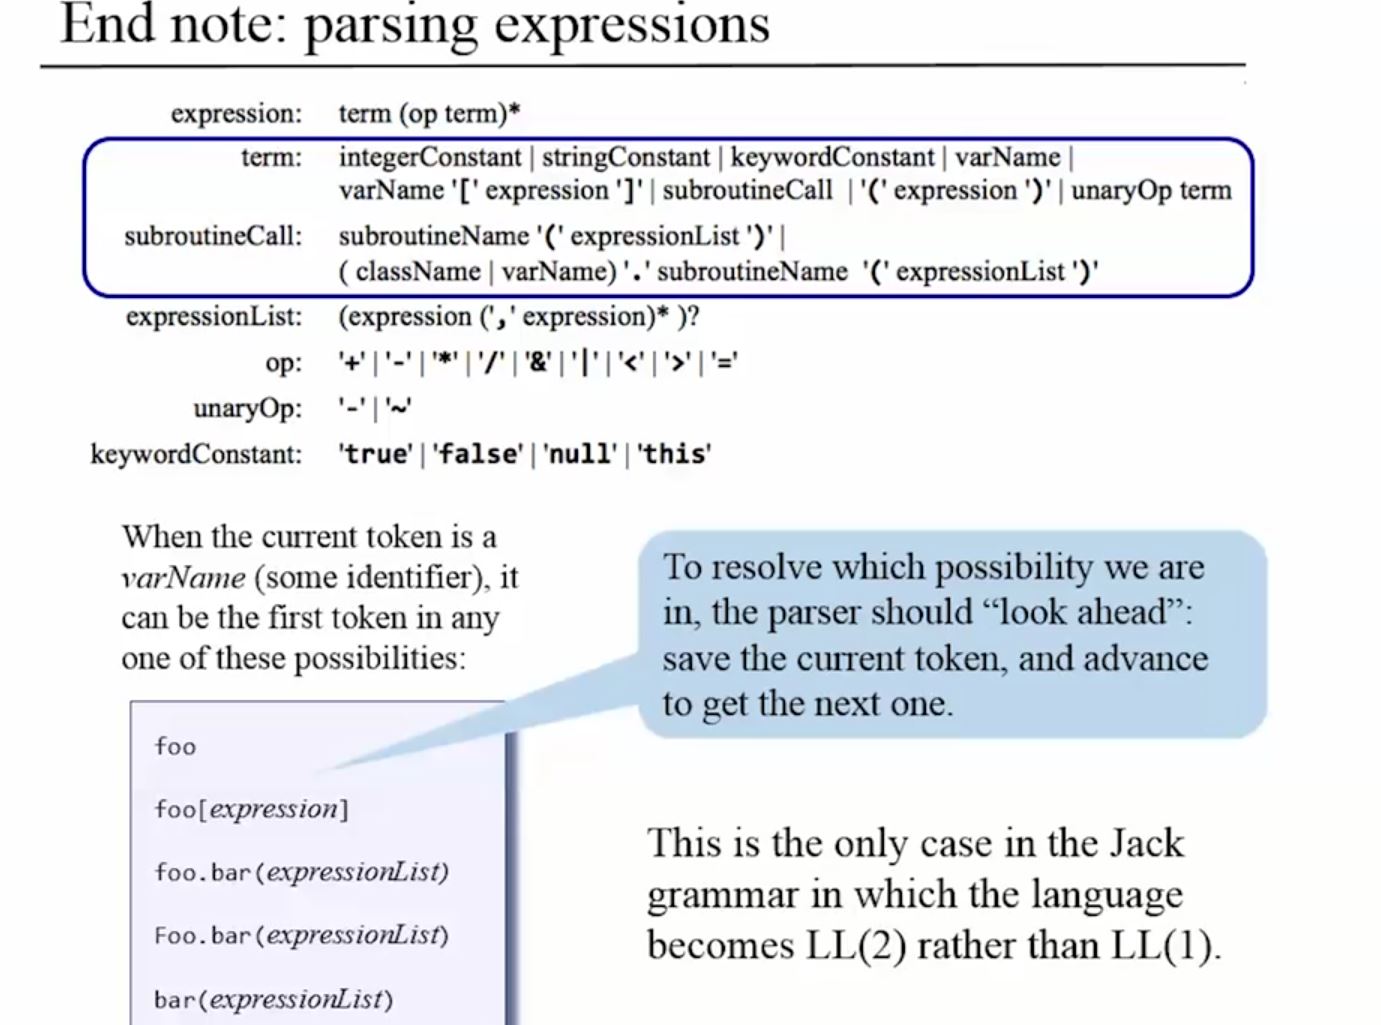 End note: parsing expressions
expression: term (op term)*
term: integerConstant | stringConstant | keywordConstant | varName |
varName '[' expression ']' | subroutineCall | '(' expression ')' | unaryOp term
subroutineCall: subroutineName '(' expressionList ')' |
( className | varName) '.' subroutineName '(' expressionList ')'
expressionList: (expression (',' expression)* )?
op: '+' | '-' | '*' | '/' | '&' | '|' | '<' | '>' | '='
unaryOp: '-' | '~'
keywordConstant: 'true' | 'false' | 'null' | 'this'
When the current token is a
varName (some identifier), it
can be the first token in any
one of these possibilities:
foo
foo[expression]
foo.bar(expressionList)
Foo.bar(expressionList)
bar(expressionList)
To resolve which possibility we are
in, the parser should “look ahead”:
save the current token, and advance
to get the next one.
This is the only case in the Jack
grammar in which the language
becomes LL(2) rather than LL(1).